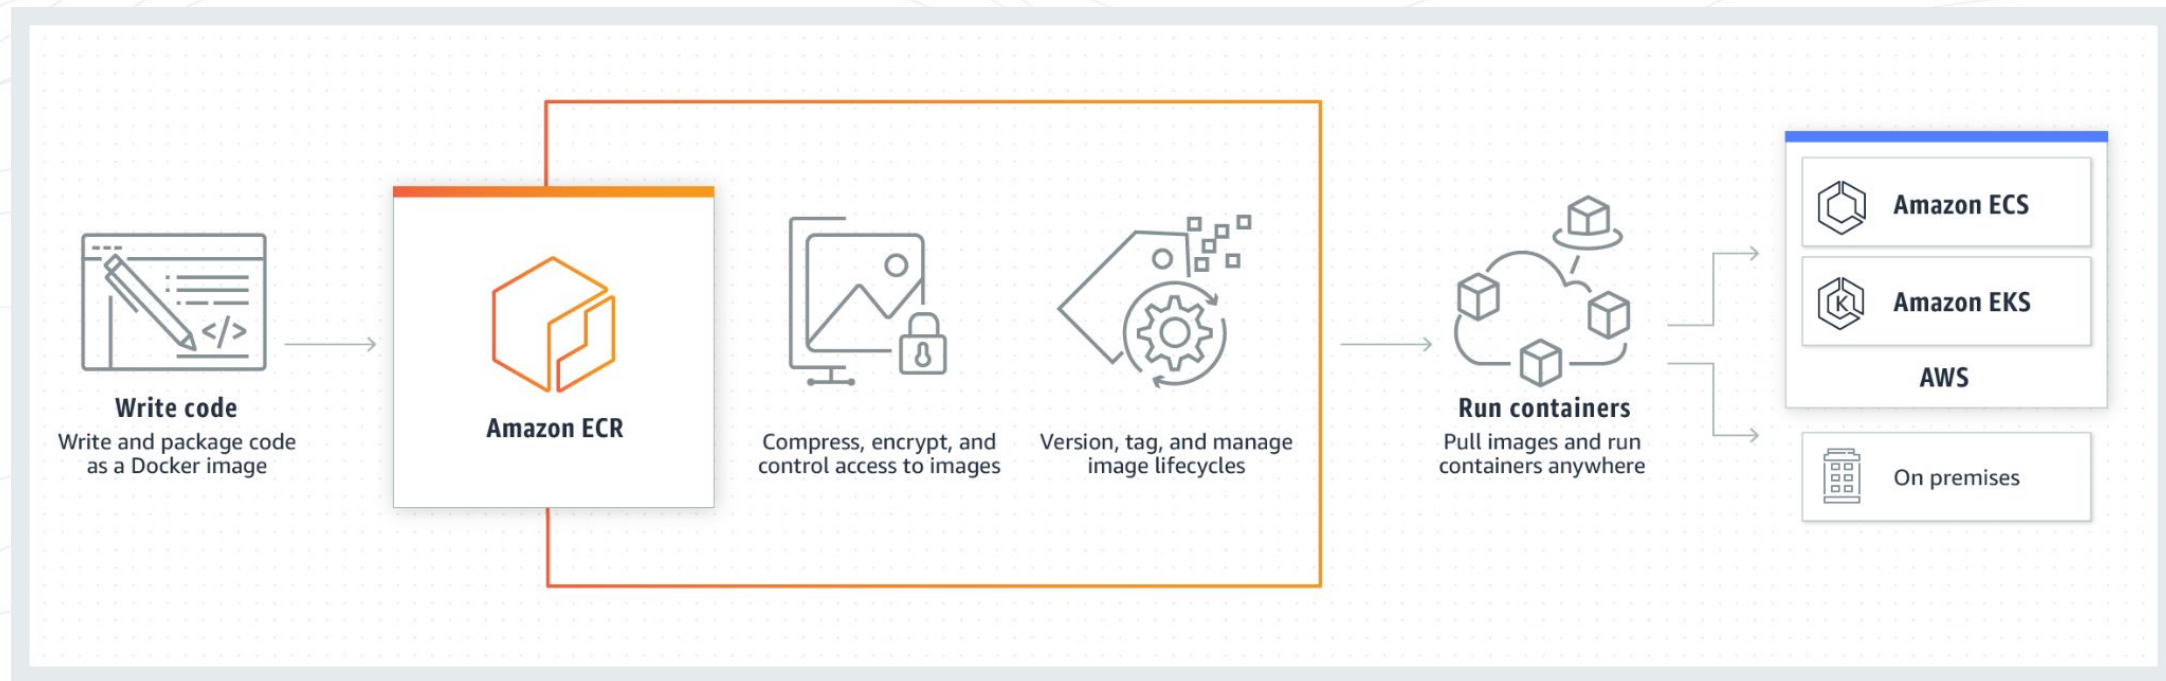 Write code
Write and package code
as a Docker image
Amazon ECR
Compress, encrypt, and
control access to images
Version, tag, and manage
image lifecycles
Run containers
Pull images and run
containers anywhere
Amazon ECS
K
Amazon EKS
AWS
On premises